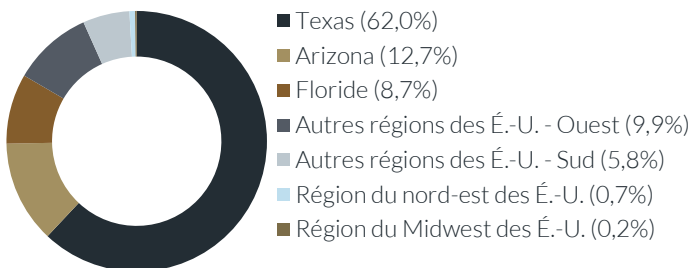 Texas (62,0%)
Arizona (12,7%)
Floride (8,7%)
Autres régions des É.-U. - Ouest (9,9%)
Autres régions des É.-U. - Sud (5,8%)
Région du nord-est des É.-U. (0,7%)
Région du Midwest des É.-U. (0,2%)